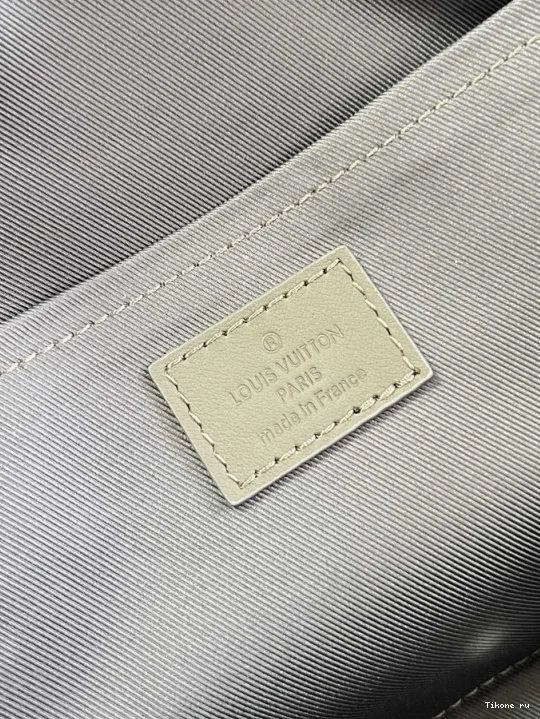 ®
LOUIS VUITTON
PARIS
made in France
Tikone ru